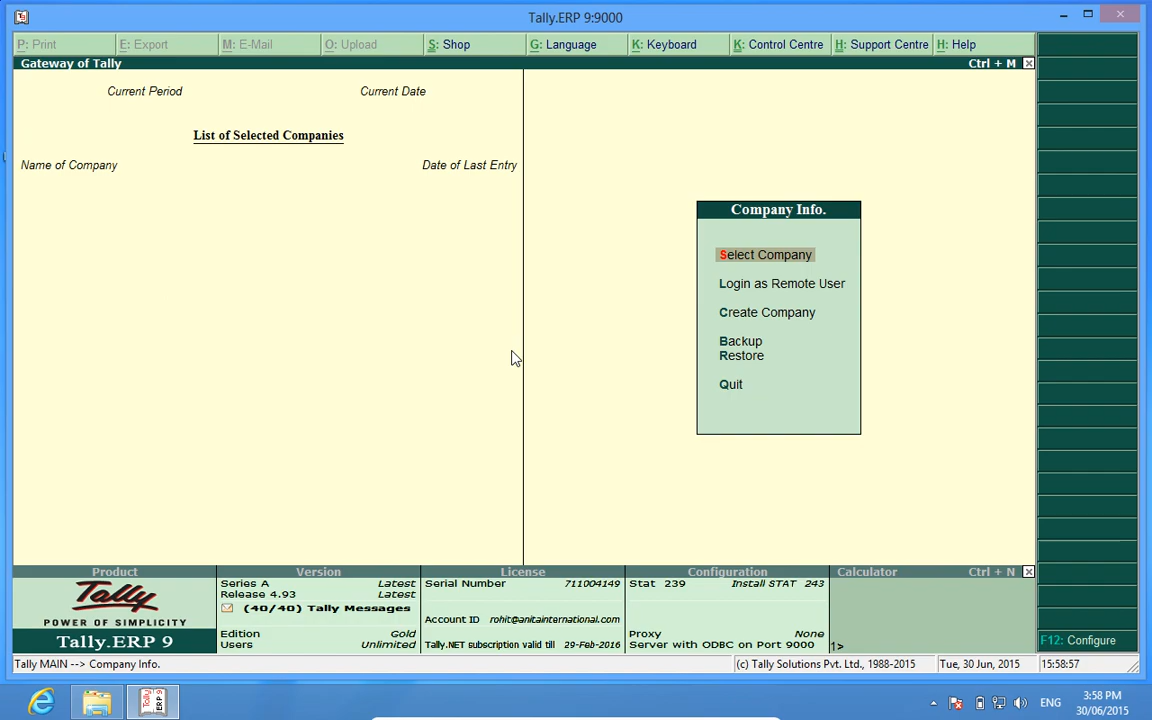 Tally.ERP 9:9000
P: Print E: Export M: E-Mail O: Upload S: Shop G: Language K: Keyboard K: Control Centre H: Support Centre H: Help
Gateway of Tally Ctrl + M
Current Period Current Date
List of Selected Companies
Name of Company Date of Last Entry
Company Info.
Select Company
Login as Remote User
Create Company
Backup
Restore
Quit
Product Version License Configuration Calculator Ctrl + N
Tally
POWER OF SIMPLICITY
Tally.ERP 9
Series A Latest
Release 4.93 Latest
(40/40) Tally Messages
Edition Gold
Users Unlimited
Serial Number 711004149
Account ID rohit@anitainternational.com
Tally.NET subscription valid till 29-Feb-2016
Stat 239 Install STAT 243
Proxy None
Server with ODBC on Port 9000
1>
F12: Configure
Tally MAIN --> Company Info. (c) Tally Solutions Pvt. Ltd., 1988-2015 Tue, 30 Jun, 2015 15:58:57
Tally
ERP 9
ENG
3:58 PM
30/06/2015